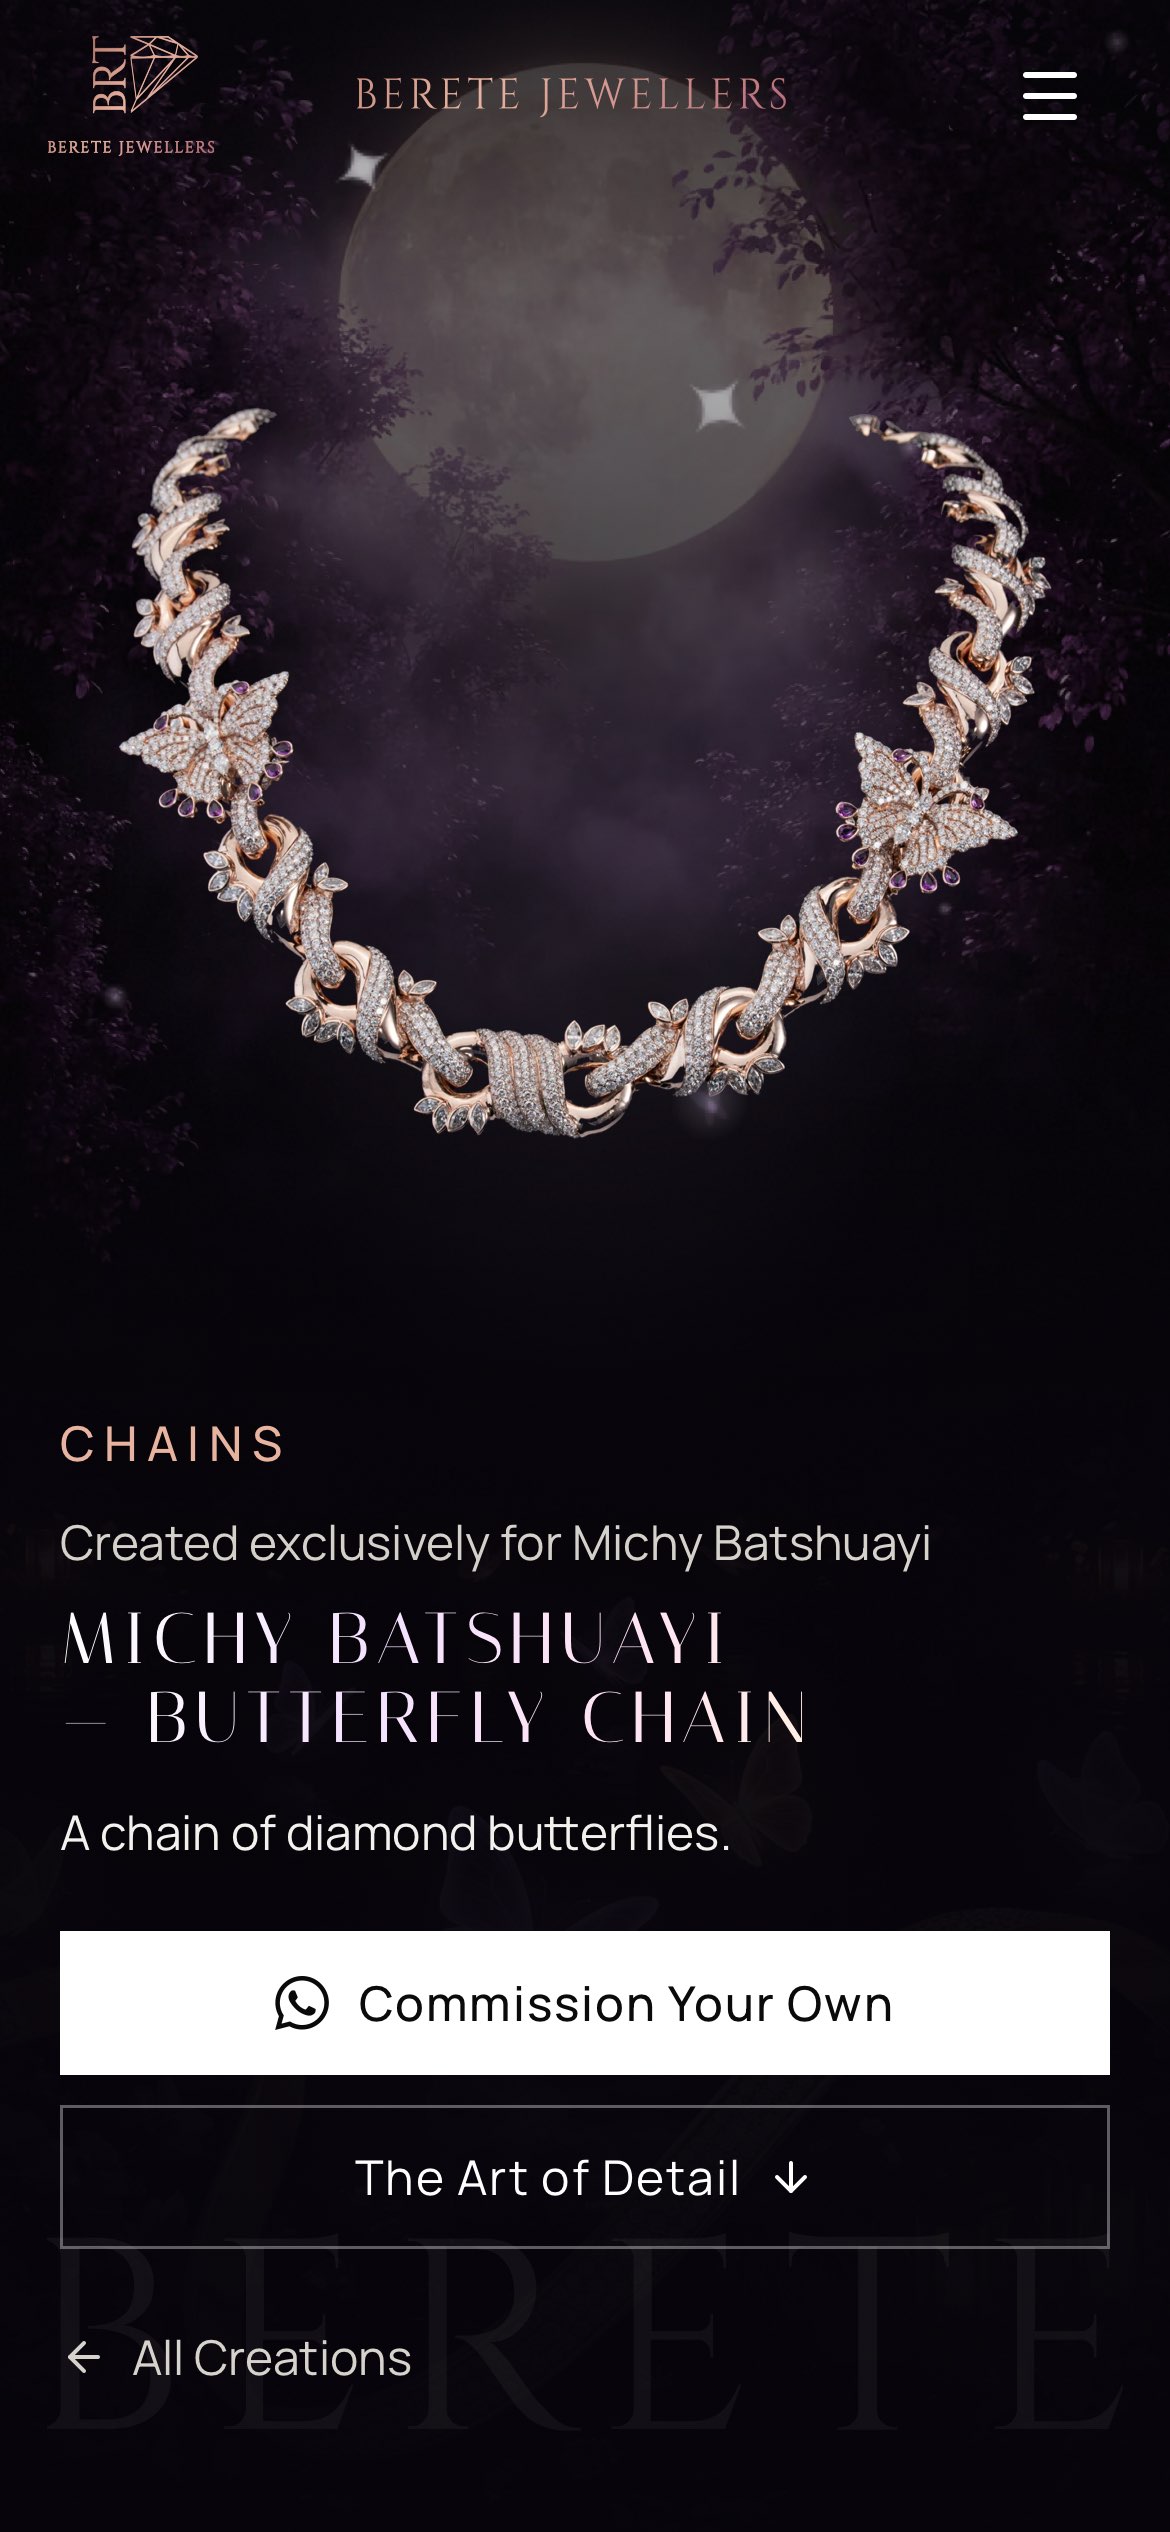 BRT
BERETE JEWELLERS
BERETE JEWELLERS
CHAINS
Created exclusively for Michy Batshuayi
MICHY BATSHUAYI
— BUTTERFLY CHAIN
A chain of diamond butterflies.
Commission Your Own
The Art of Detail ↓
BERETE
← All Creations